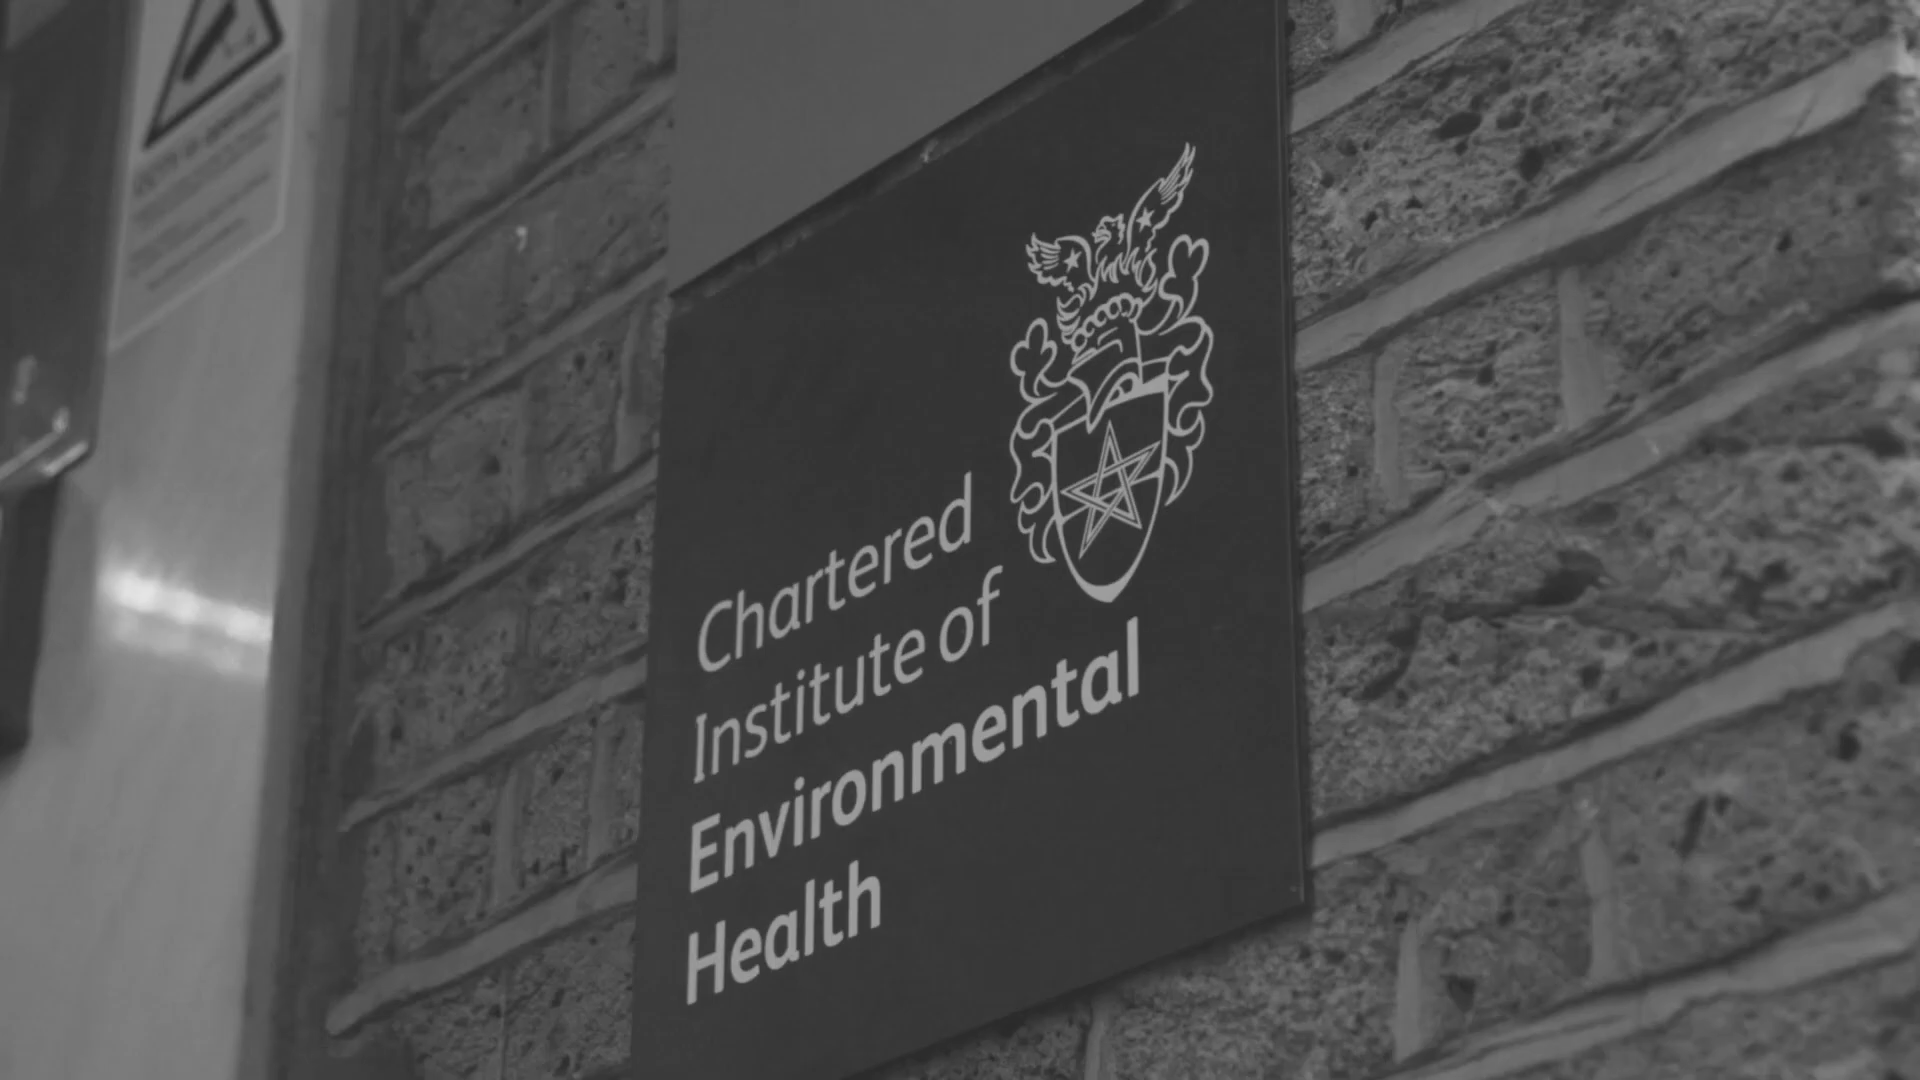 Chartered
Institute of
Environmental
Health